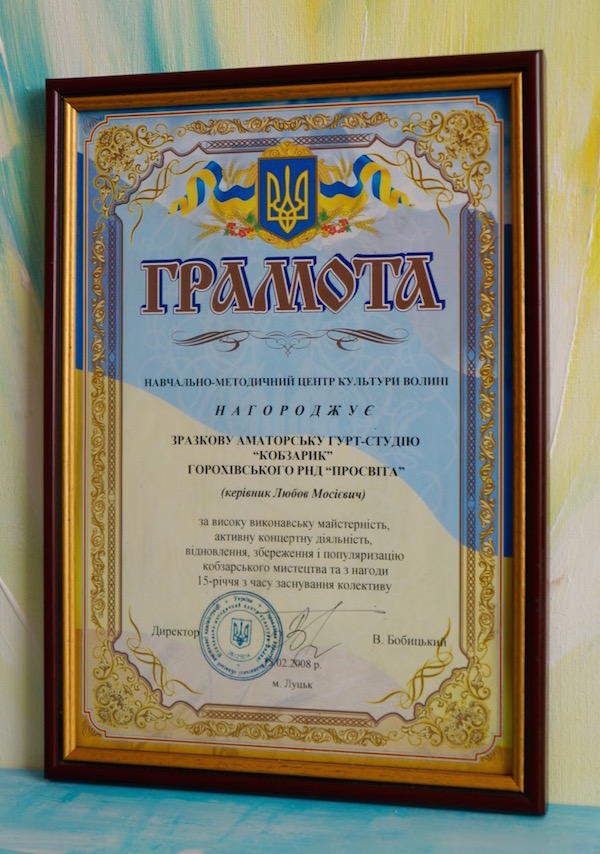 ГРАМОТА
НАВЧАЛЬНО-МЕТОДИЧНИЙ ЦЕНТР КУЛЬТУРИ ВОЛИНІ
НАГОРОДЖУЄ
ЗРАЗКОВУ АМАТОРСЬКУ ГУРТ-СТУДІЮ
“КОБЗАРИК”
ГОРОХІВСЬКОГО РНД “ПРОСВІТА”
(керівник Любов Мосієвич)
за високу виконавську майстерність,
активну концертну діяльність,
відновлення, збереження і популяризацію
кобзарського мистецтва та з нагоди
15-річчя з часу заснування колективу
Директор В. Бобицький
02.2008 р.
м. Луцьк